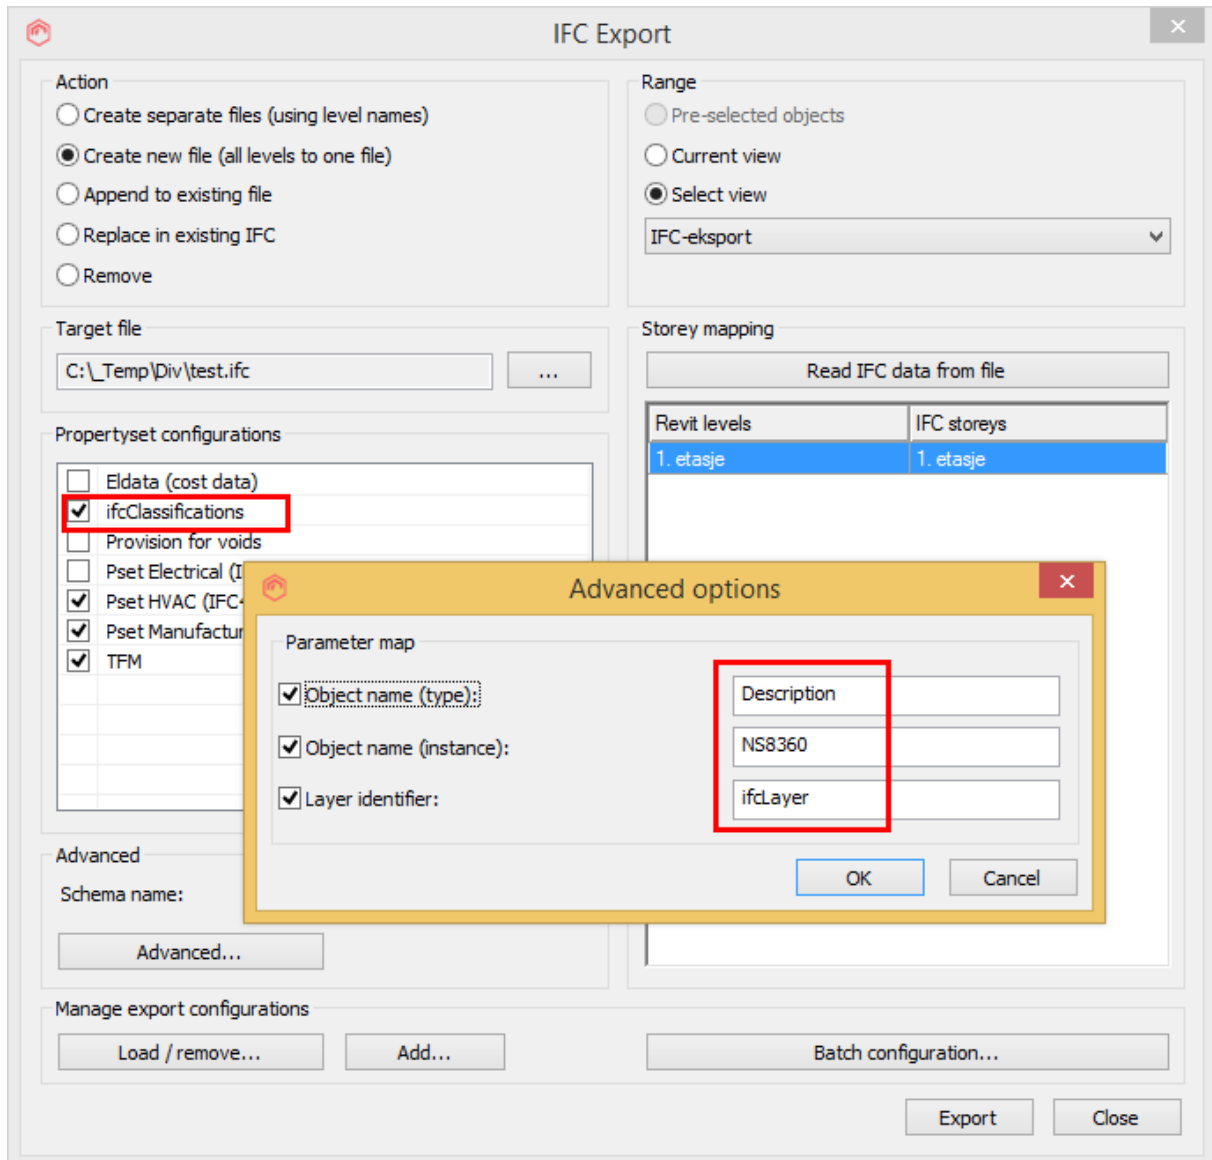 IFC Export
Action
Create separate files (using level names)
Create new file (all levels to one file)
Append to existing file
Replace in existing IFC
Remove
Range
Pre-selected objects
Current view
Select view
IFC-eksport
Target file
C:\_Temp\Div\test.ifc
...
Storey mapping
Read IFC data from file
Revit levels IFC storeys
1. etasje 1. etasje
Propertyset configurations
Eldata (cost data)
ifcClassifications
Provision for voids
Pset Electrical (I
Pset HVAC (IFC
Pset Manufactur
TFM
Advanced options
Parameter map
Object name (type): Description
Object name (instance): NS8360
Layer identifier: ifcLayer
OK Cancel
Advanced
Schema name:
Advanced...
Manage export configurations
Load / remove... Add... Batch configuration...
Export Close